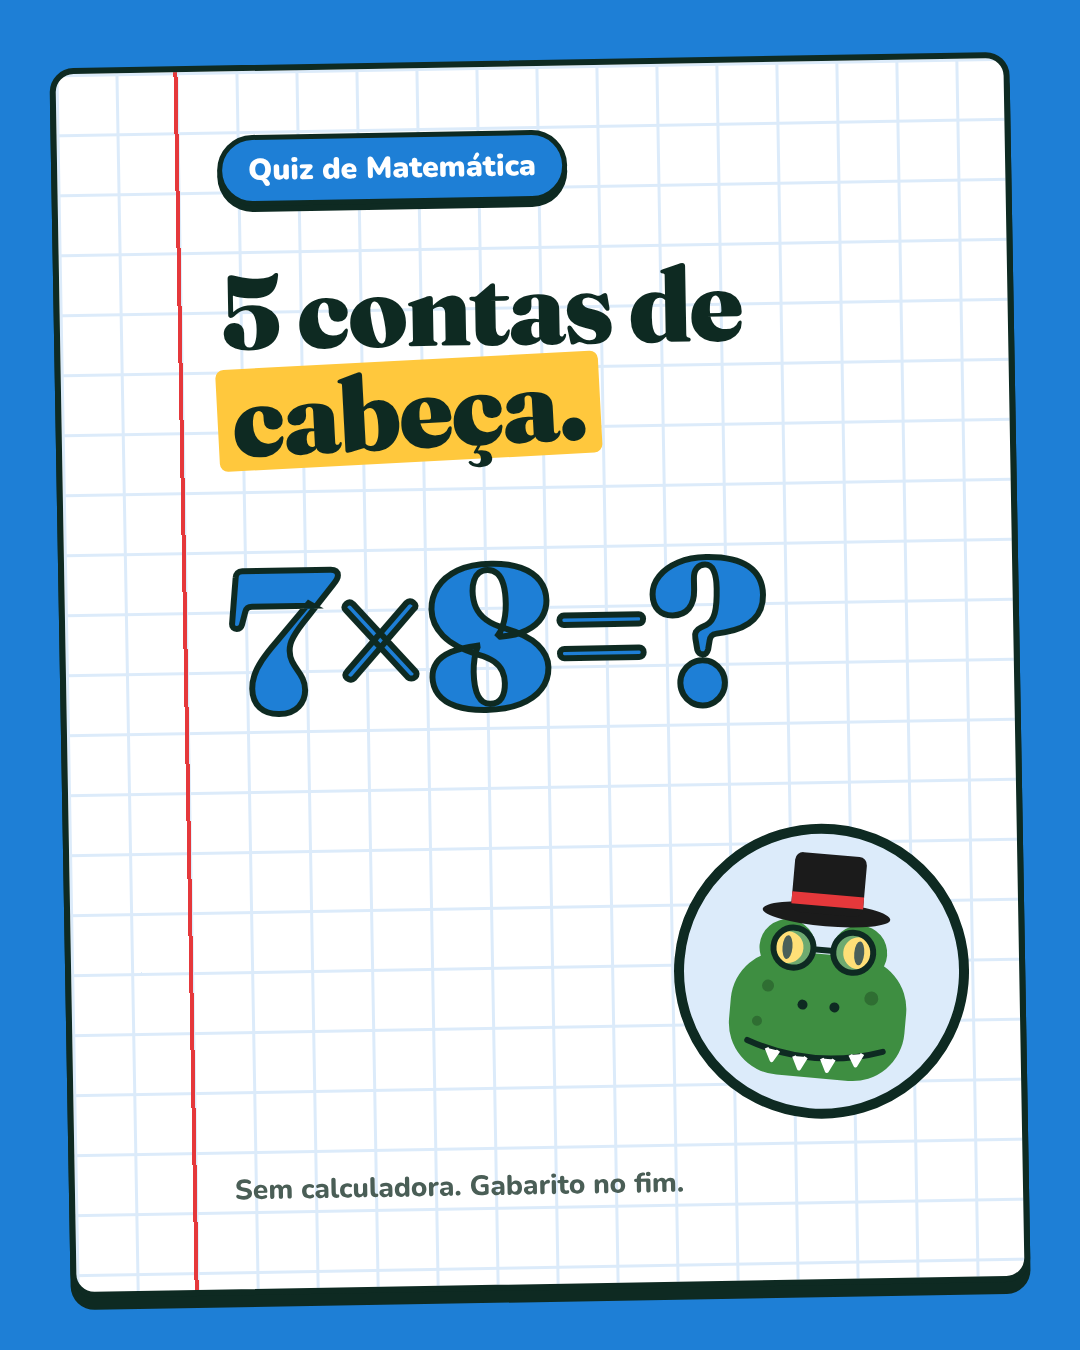 Quiz de Matemática
5 contas de
cabeça.
7×8=?
Sem calculadora. Gabarito no fim.